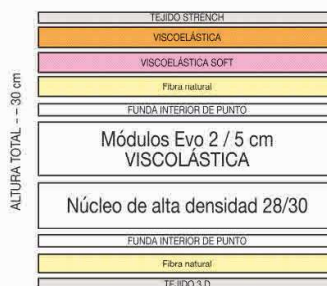 TEJIDO STRENCH
VISCOELÁSTICA
VISCOELÁSTICA SOFT
Fibra natural
FUNDA INTERIOR DE PUNTO
Módulos Evo 2 / 5 cm
VISCOLÁSTICA
Núcleo de alta densidad 28/30
FUNDA INTERIOR DE PUNTO
Fibra natural
TEJIDO 3 D
ALTURA TOTAL -- 30 cm